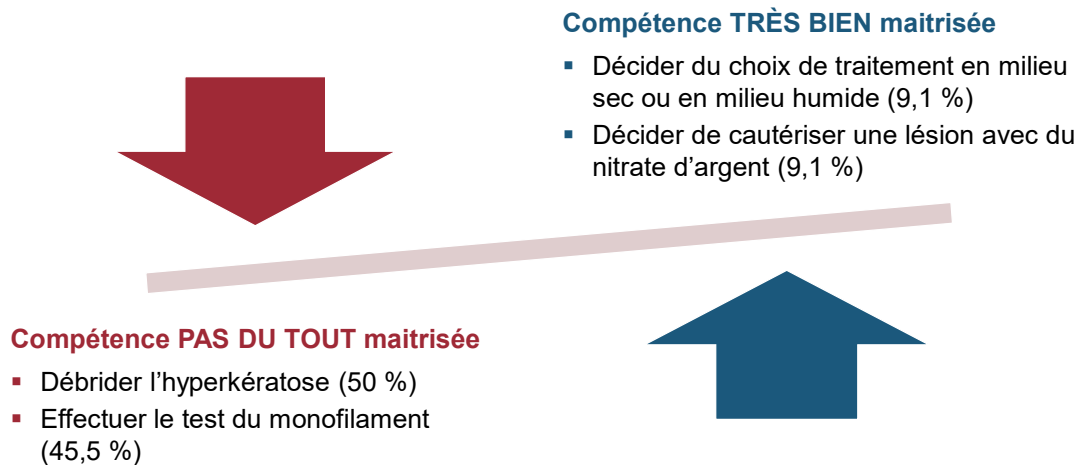 Compétence TRÈS BIEN maitrisée
▪ Décider du choix de traitement en milieu
sec ou en milieu humide (9,1 %)
▪ Décider de cautériser une lésion avec du
nitrate d’argent (9,1 %)
Compétence PAS DU TOUT maitrisée
▪ Débrider l’hyperkératose (50 %)
▪ Effectuer le test du monofilament
(45,5 %)